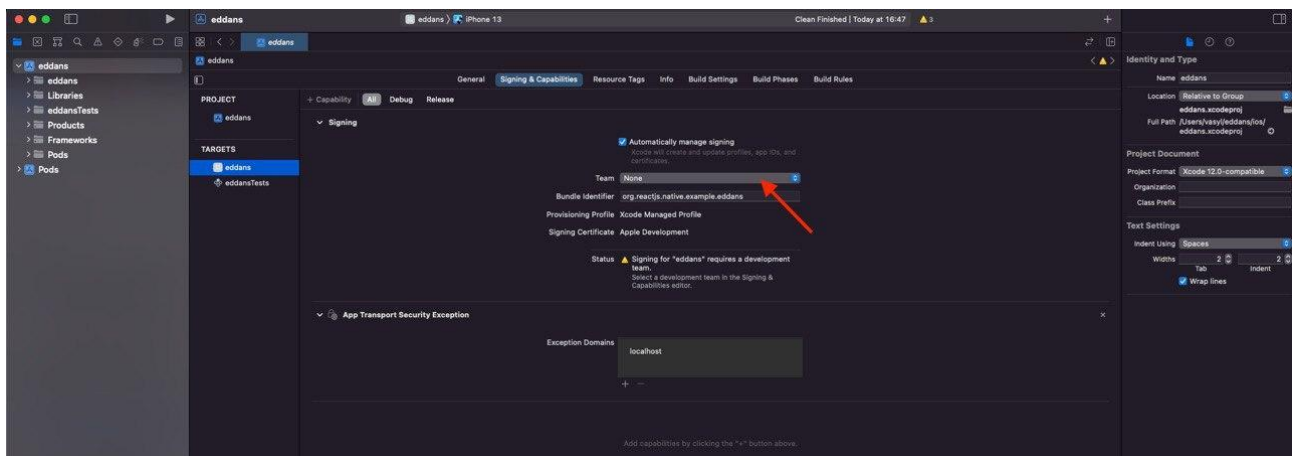 eddans
eddans 〉 iPhone 13
Clean Finished | Today at 16:47
3
eddans
eddans
eddans
eddans
Libraries
eddansTests
Products
Frameworks
Pods
Pods
General
Signing & Capabilities
Resource Tags
Info
Build Settings
Build Phases
Build Rules
PROJECT
eddans
TARGETS
eddans
eddansTests
+ Capability
All
Debug
Release
Signing
Automatically manage signing
Xcode will create and update profiles, app IDs, and
certificates.
Team None
Bundle Identifier org.reactjs.native.example.eddans
Provisioning Profile Xcode Managed Profile
Signing Certificate Apple Development
Status Signing for "eddans" requires a development
team.
Select a development team in the Signing &
Capabilities editor.
App Transport Security Exception
Exception Domains
localhost
Add capabilities by clicking the "+" button above.
Identity and Type
Name eddans
Location Relative to Group
eddans.xcodeproj
Full Path /Users/vasyl/eddans/ios/
eddans.xcodeproj
Project Document
Project Format Xcode 12.0-compatible
Organization
Class Prefix
Text Settings
Indent Using Spaces
Widths 2 2
Tab Indent
Wrap lines